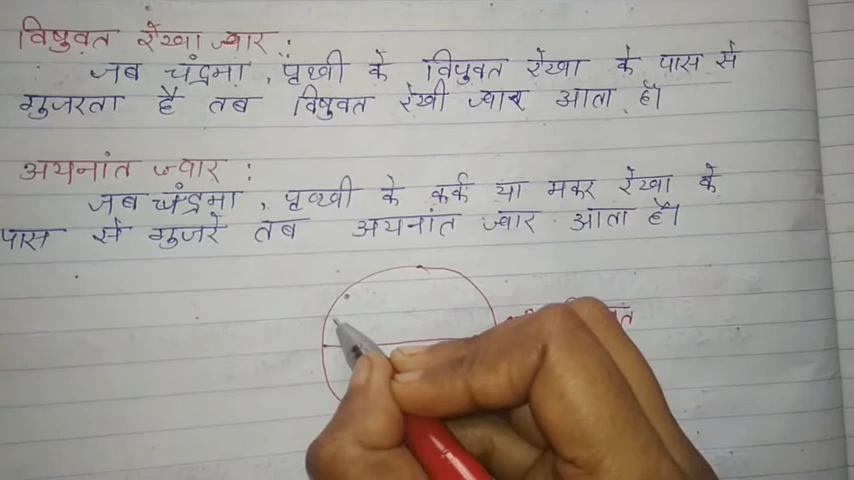 विषुवत रेखा ज्वार :
जब चंद्रमा, पृथ्वी के विषुवत रेखा के पास से
गुजरता है तब विषुवत रेखी ज्वार आता है।
अयनांत ज्वार :
जब चंद्रमा, पृथ्वी के कर्क या मकर रेखा के
पास से गुजरे तब अयनांत ज्वार आता है।